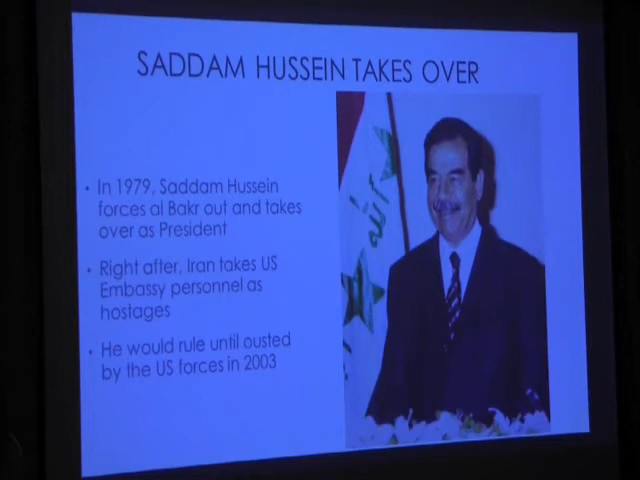 SADDAM HUSSEIN TAKES OVER
• In 1979, Saddam Hussein
forces al Bakr out and takes
over as President
• Right after, Iran takes US
Embassy personnel as
hostages
• He would rule until ousted
by the US forces in 2003